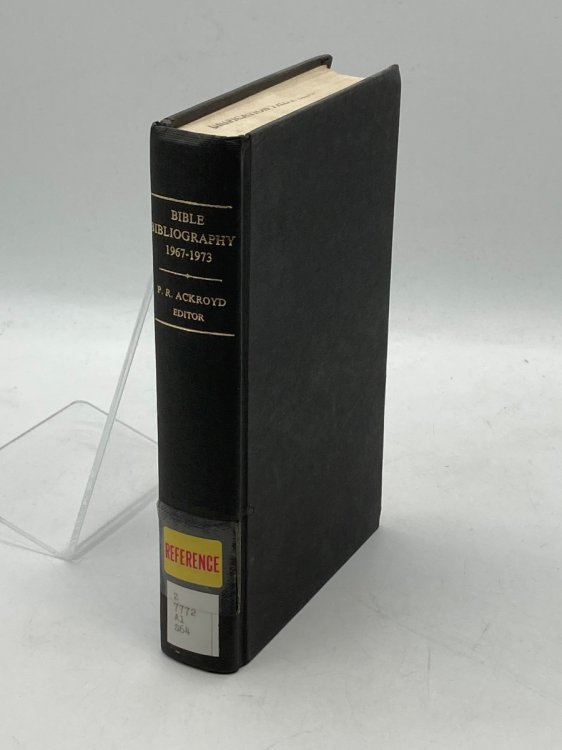 BIBLE
BIBLIOGRAPHY
1967-1973
P. R. ACKROYD
EDITOR
REFERENCE
Z
7772
A1
S64